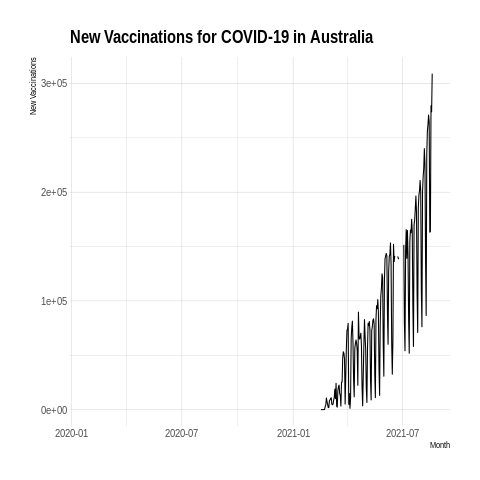 New Vaccinations for COVID-19 in Australia
New Vaccinations
3e+05
2e+05
1e+05
0e+00
2020-01 2020-07 2021-01 2021-07
Month